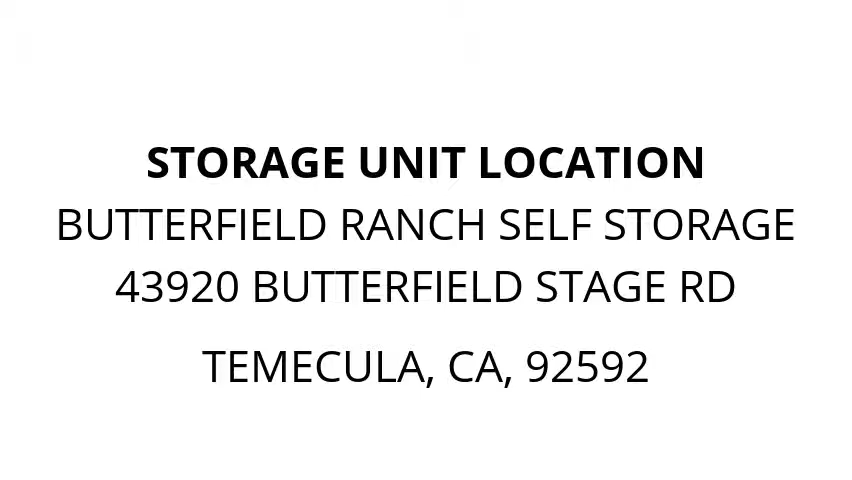 STORAGE UNIT LOCATION
BUTTERFIELD RANCH SELF STORAGE
43920 BUTTERFIELD STAGE RD
TEMECULA, CA, 92592